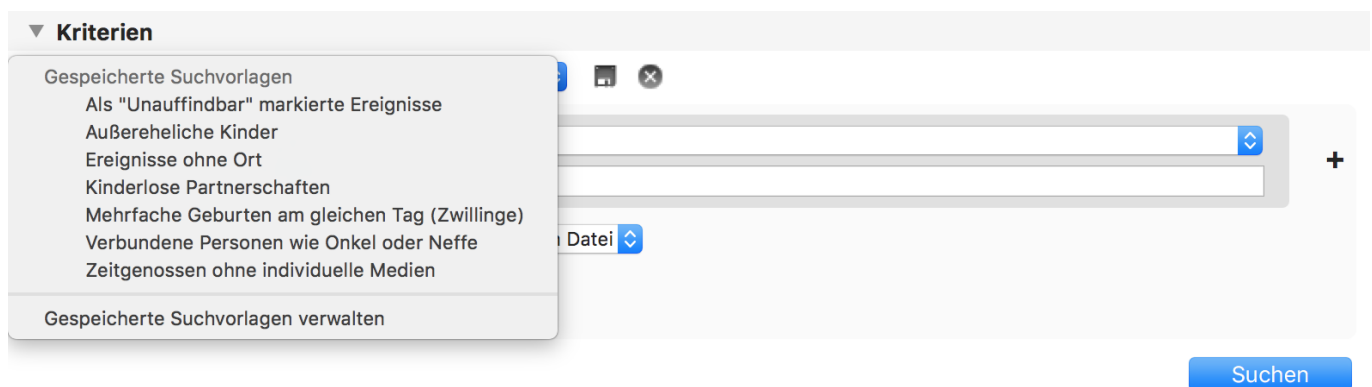 Kriterien
Gespeicherte Suchvorlagen
Als "Unauffindbar" markierte Ereignisse
Außereheliche Kinder
Ereignisse ohne Ort
Kinderlose Partnerschaften
Mehrfache Geburten am gleichen Tag (Zwillinge)
Verbundene Personen wie Onkel oder Neffe
Datei
Zeitgenossen ohne individuelle Medien
Gespeicherte Suchvorlagen verwalten
Suchen